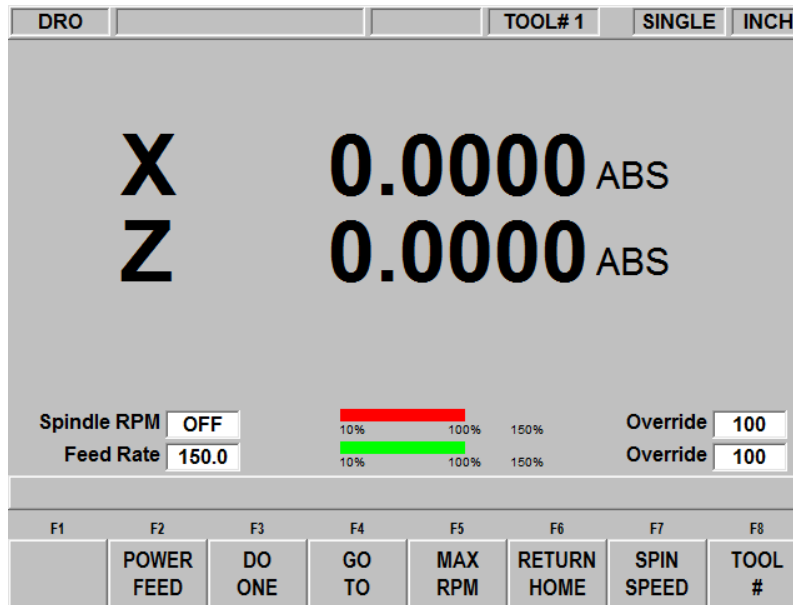 DRO TOOL# 1 SINGLE INCH
X 0.0000 ABS
Z 0.0000 ABS
Spindle RPM OFF 10% 100% 150% Override 100
Feed Rate 150.0 10% 100% 150% Override 100
F1 F2 F3 F4 F5 F6 F7 F8
POWER DO GO MAX RETURN SPIN TOOL
FEED ONE TO RPM HOME SPEED #